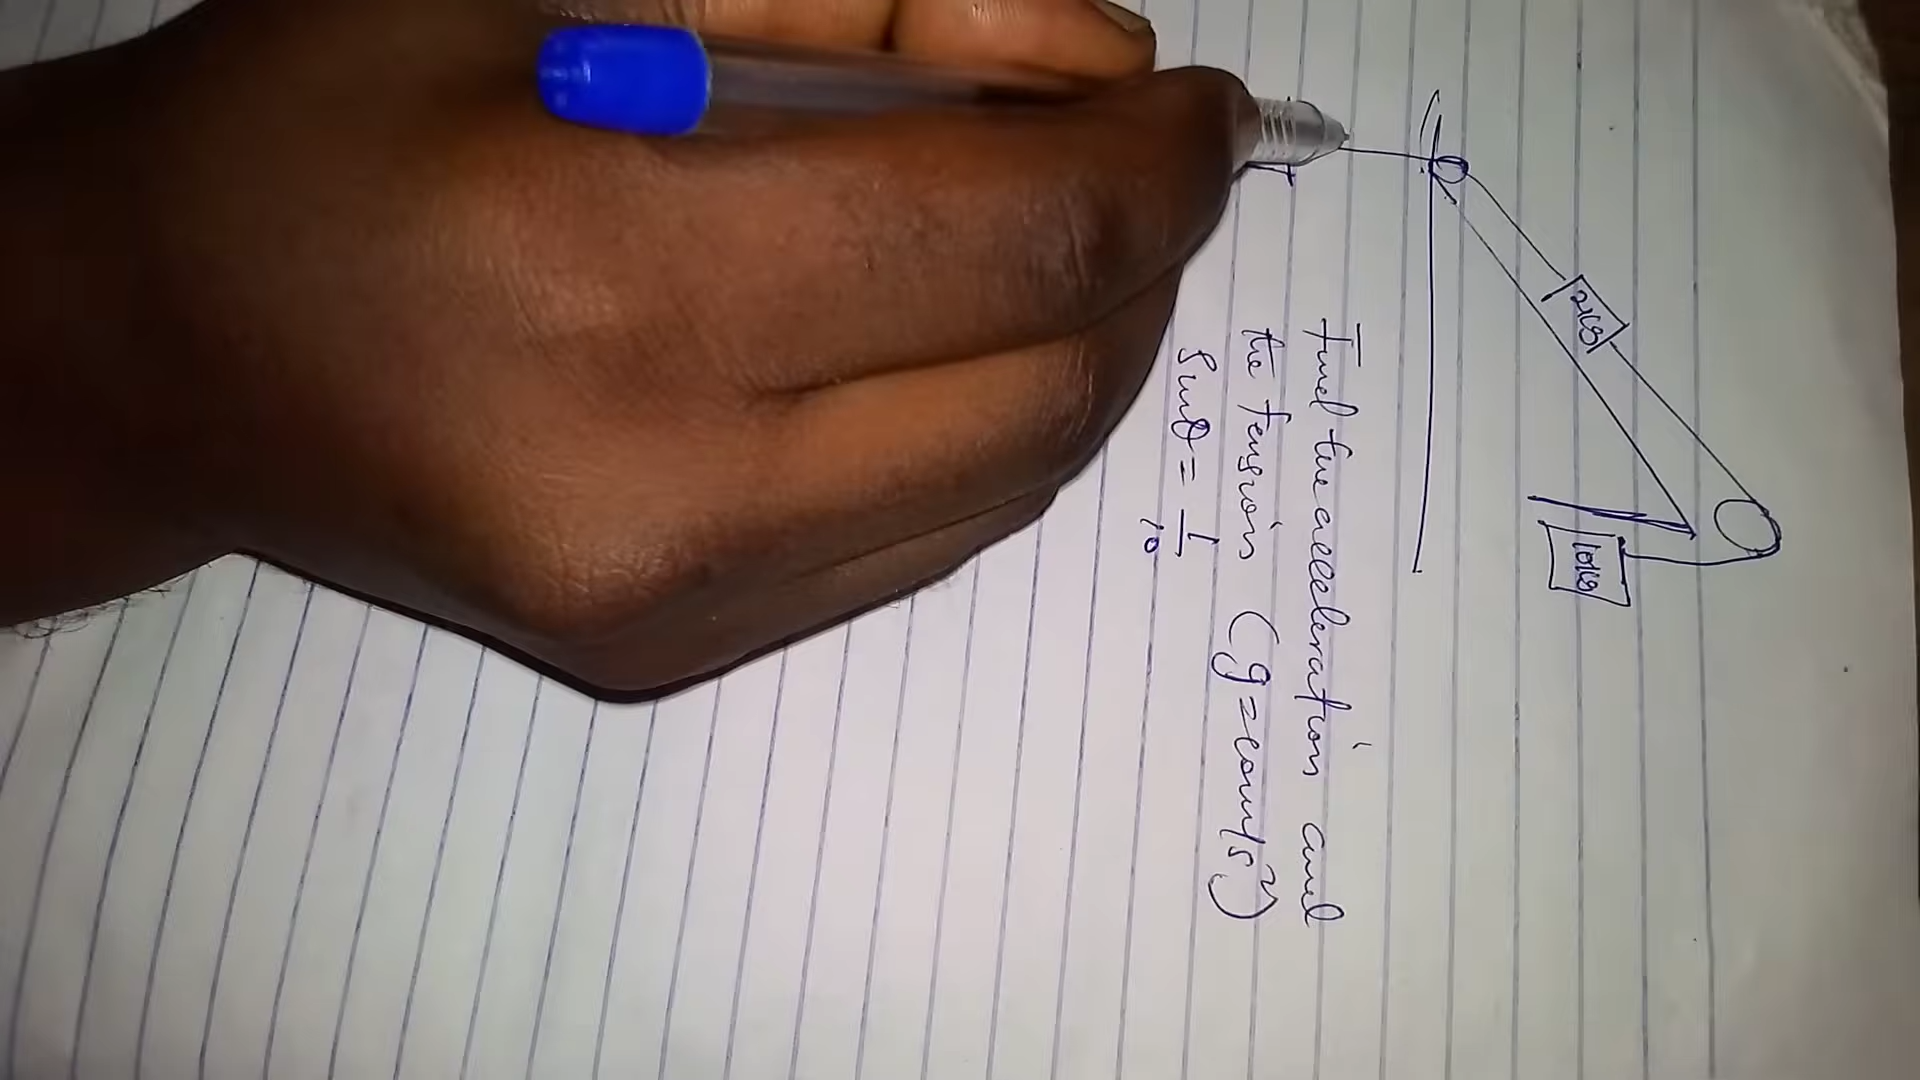 2kg
10kg
Find the acceleration and
the tension (g=10m/s²)
Sinθ = 1/10